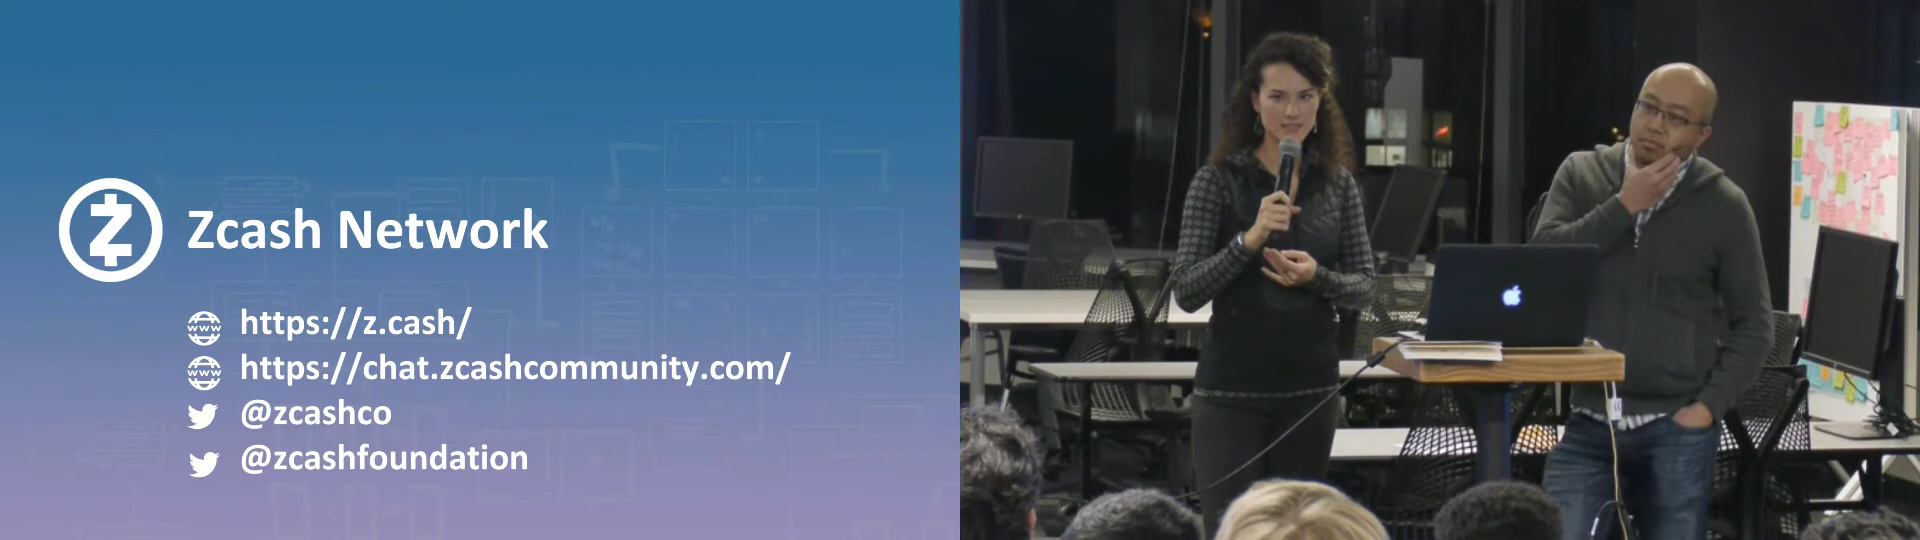 Zcash Network
https://z.cash/
https://chat.zcashcommunity.com/
@zcashco
@zcashfoundation